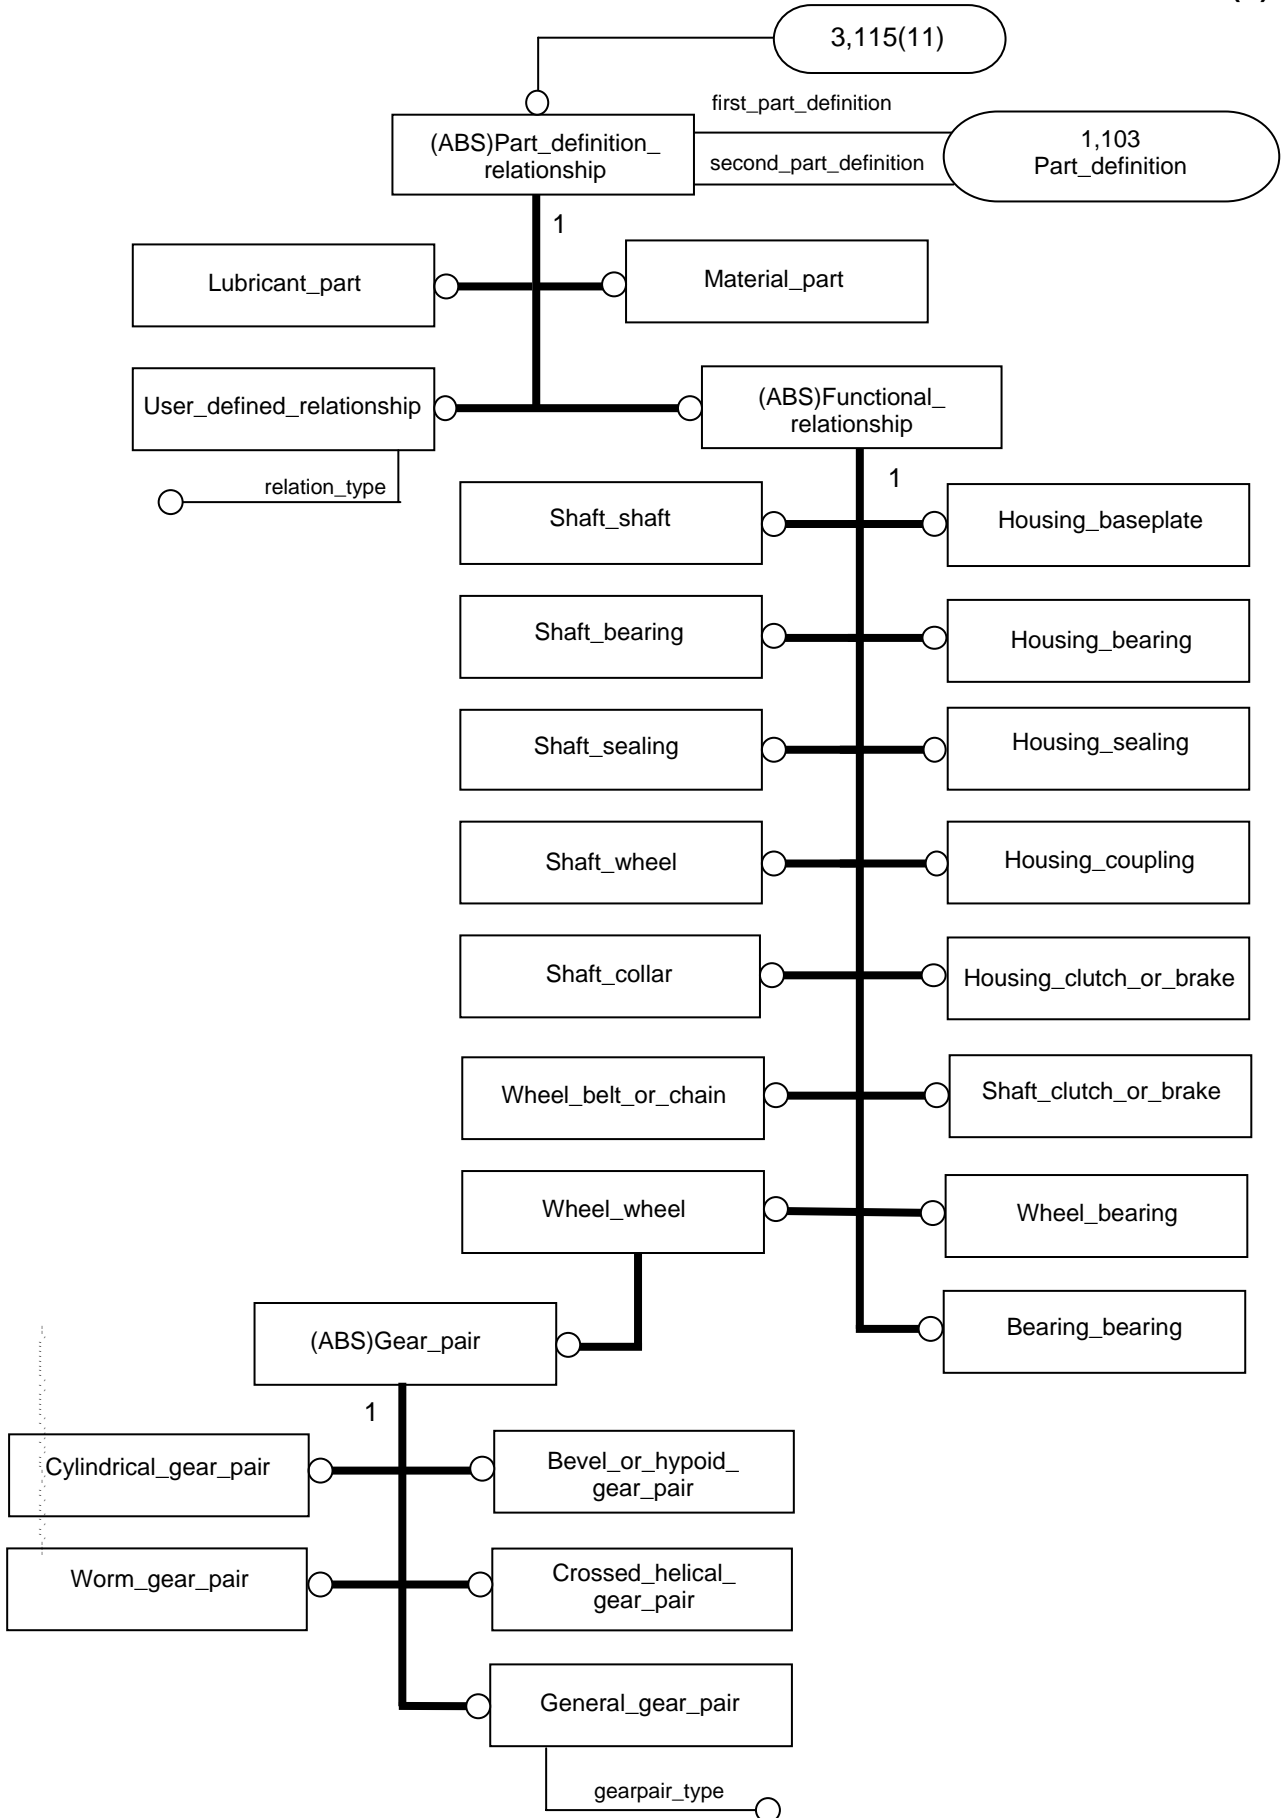 3,115(11)
first_part_definition
(ABS)Part_definition_
relationship
second_part_definition
1,103
Part_definition
1
Lubricant_part
Material_part
User_defined_relationship
(ABS)Functional_
relationship
relation_type
1
Shaft_shaft
Housing_baseplate
Shaft_bearing
Housing_bearing
Shaft_sealing
Housing_sealing
Shaft_wheel
Housing_coupling
Shaft_collar
Housing_clutch_or_brake
Wheel_belt_or_chain
Shaft_clutch_or_brake
Wheel_wheel
Wheel_bearing
(ABS)Gear_pair
Bearing_bearing
1
Cylindrical_gear_pair
Bevel_or_hypoid_
gear_pair
Worm_gear_pair
Crossed_helical_
gear_pair
General_gear_pair
gearpair_type